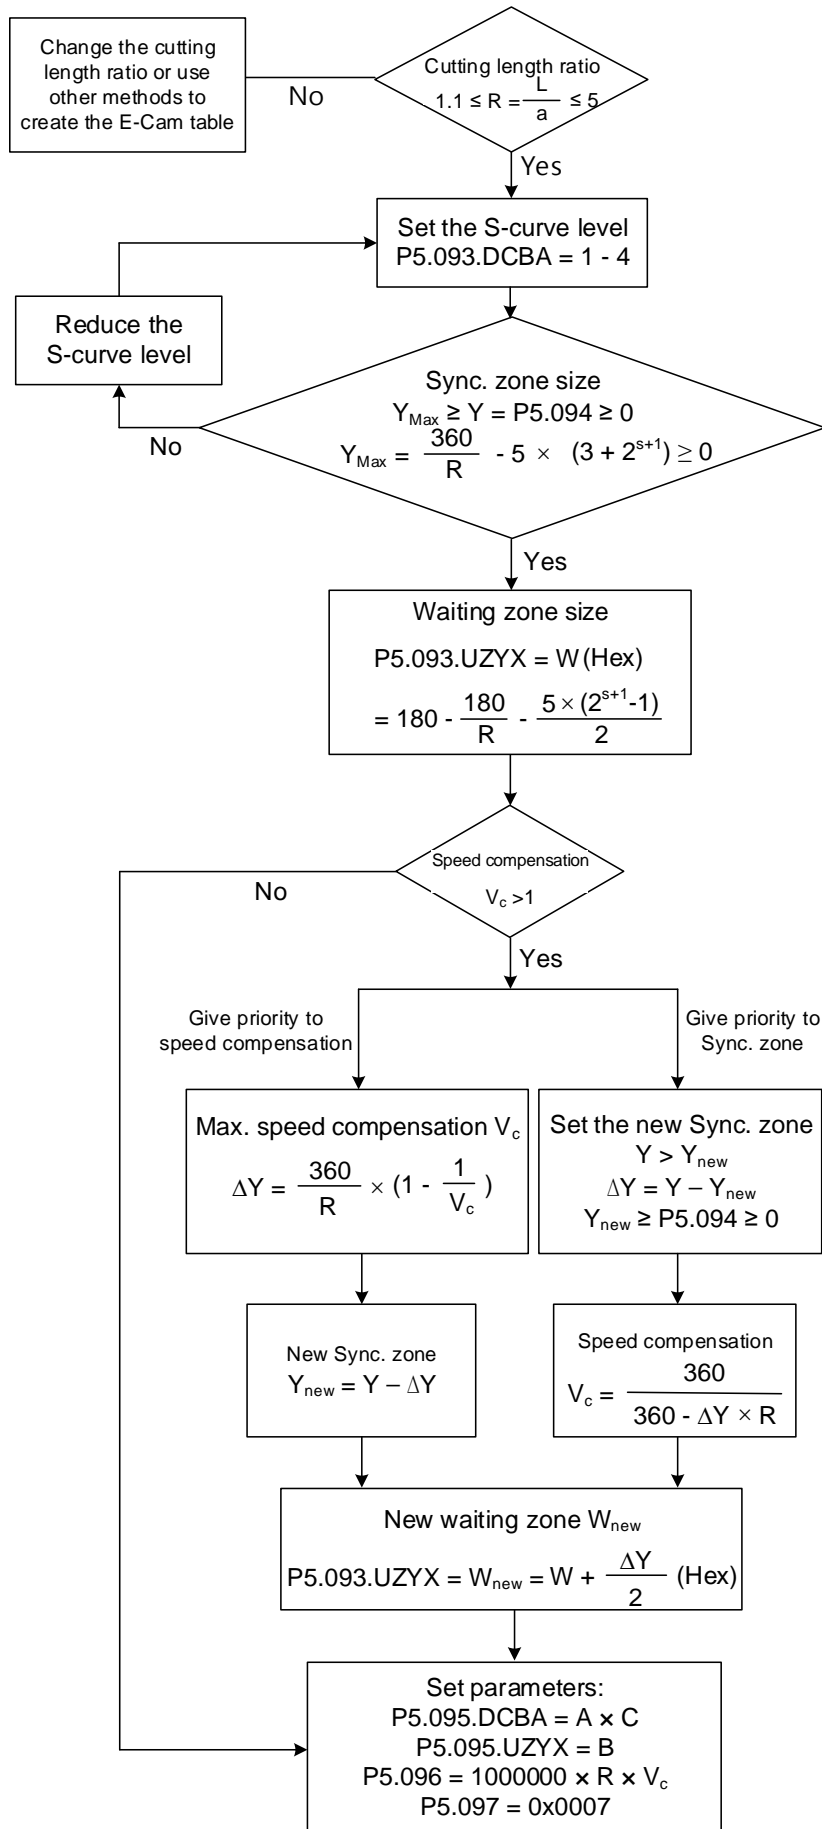 Change the cutting
length ratio or use
other methods to
create the E-Cam table
No
Cutting length ratio
1.1 ≤ R = L/a ≤ 5
Yes
Set the S-curve level
P5.093.DCBA = 1 - 4
Reduce the
S-curve level
No
Sync. zone size
Y_Max ≥ Y = P5.094 ≥ 0
Y_Max = 360/R - 5 × (3 + 2^(s+1)) ≥ 0
Yes
Waiting zone size
P5.093.UZYX = W (Hex)
= 180 - 180/R - (5 × (2^(s+1)-1))/2
Speed compensation
V_c >1
No
Yes
Give priority to
speed compensation
Give priority to
Sync. zone
Max. speed compensation V_c
ΔY = 360/R × (1 - 1/V_c)
Set the new Sync. zone
Y > Y_new
ΔY = Y – Y_new
Y_new ≥ P5.094 ≥ 0
New Sync. zone
Y_new = Y – ΔY
Speed compensation
V_c = 360/(360 - ΔY × R)
New waiting zone W_new
P5.093.UZYX = W_new = W + ΔY/2 (Hex)
Set parameters:
P5.095.DCBA = A × C
P5.095.UZYX = B
P5.096 = 1000000 × R × V_c
P5.097 = 0x0007